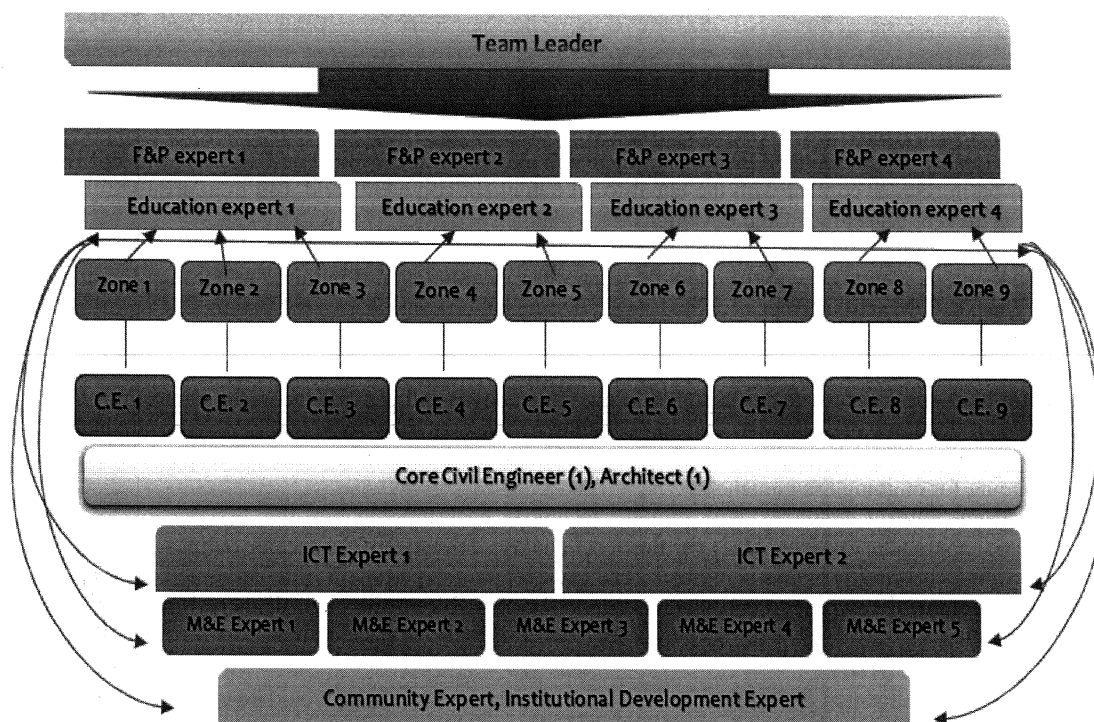 Team Leader
F&P expert 1 F&P expert 2 F&P expert 3 F&P expert 4
Education expert 1 Education expert 2 Education expert 3 Education expert 4
Zone 1 Zone 2 Zone 3 Zone 4 Zone 5 Zone 6 Zone 7 Zone 8 Zone 9
C.E. 1 C.E. 2 C.E. 3 C.E. 4 C.E. 5 C.E. 6 C.E. 7 C.E. 8 C.E. 9
Core Civil Engineer (1), Architect (1)
ICT Expert 1 ICT Expert 2
M&E Expert 1 M&E Expert 2 M&E Expert 3 M&E Expert 4 M&E Expert 5
Community Expert, Institutional Development Expert